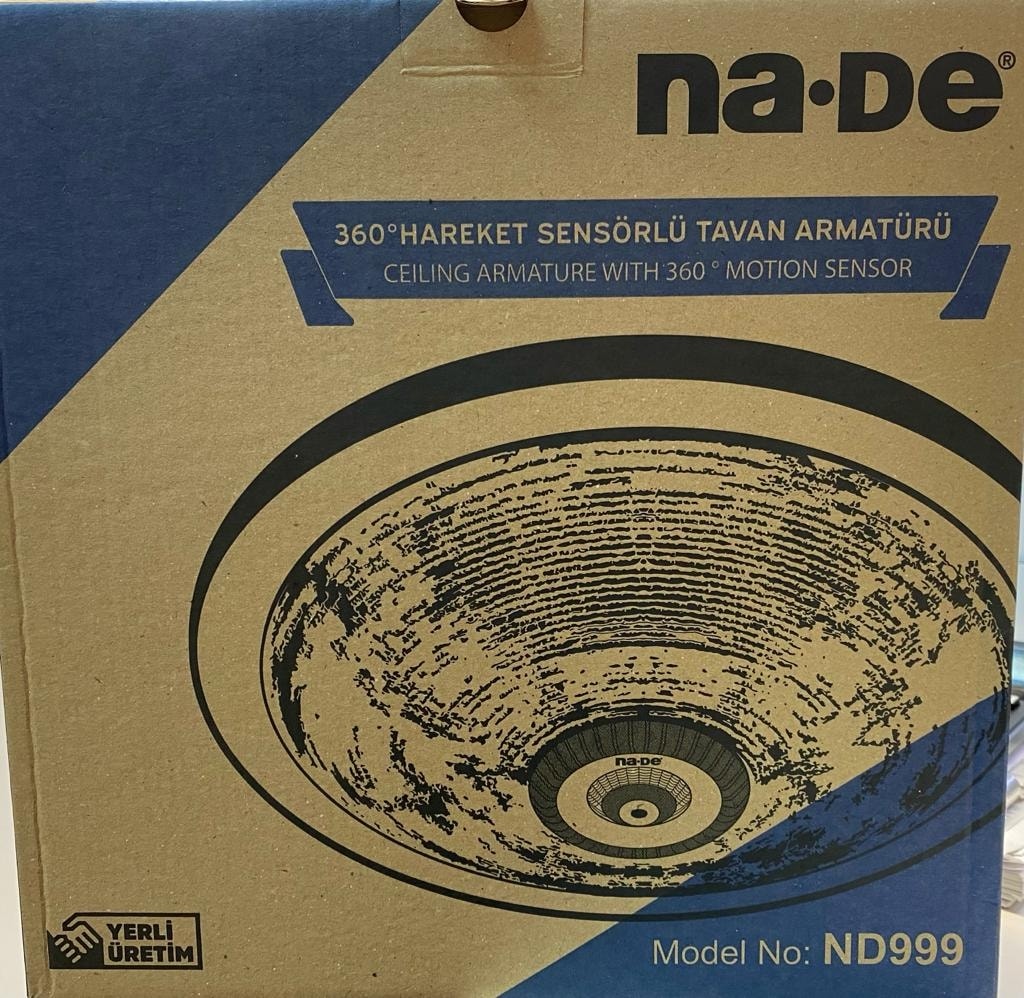 na·De®
360°HAREKET SENSÖRLÜ TAVAN ARMATÜRÜ
CEILING ARMATURE WITH 360 ° MOTION SENSOR
na·De
YERLİ
ÜRETİM
Model No: ND999